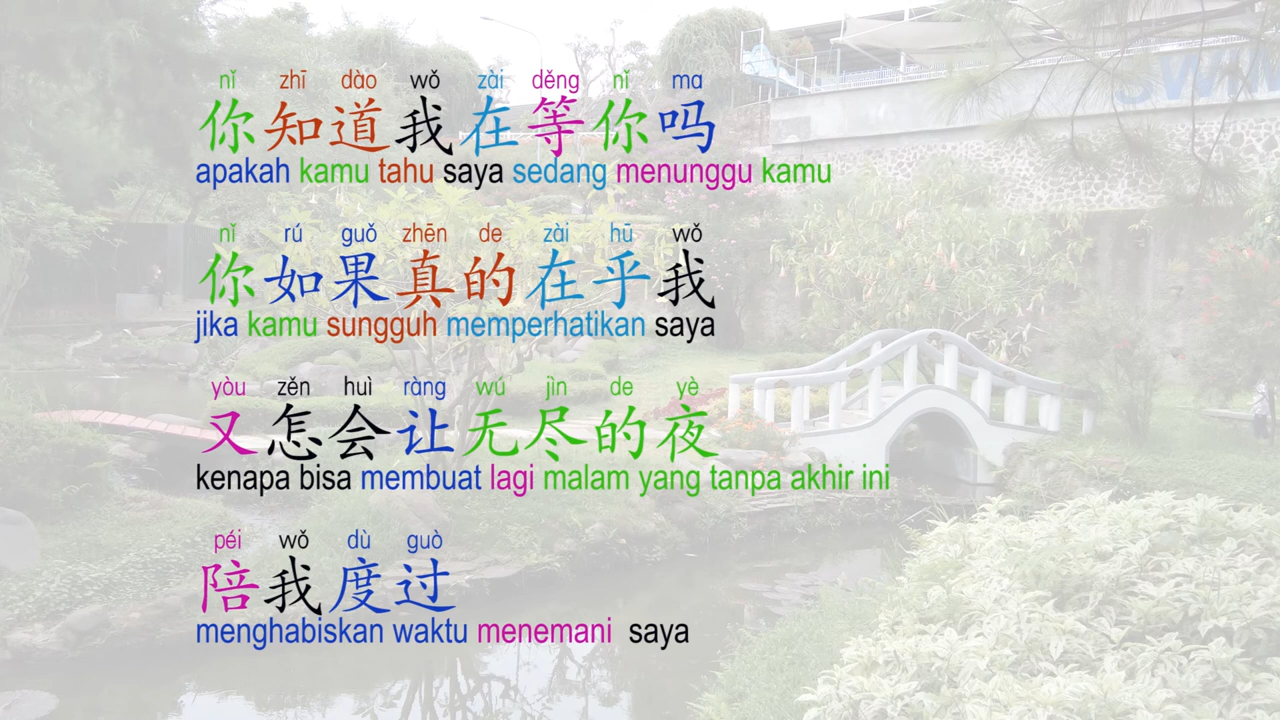 SWIM
nǐ zhī dào wǒ zài děng nǐ ma
你知道我在等你吗
apakah kamu tahu saya sedang menunggu kamu
nǐ rú guǒ zhēn de zài hū wǒ
你如果真的在乎我
jika kamu sungguh memperhatikan saya
yòu zěn huì ràng wú jìn de yè
又怎会让无尽的夜
kenapa bisa membuat lagi malam yang tanpa akhir ini
péi wǒ dù guò
陪我度过
menghabiskan waktu menemani saya